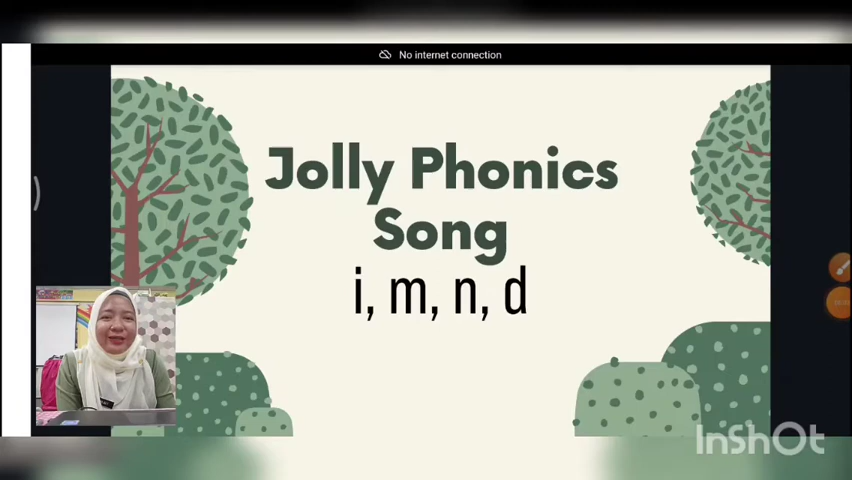 No internet connection
Jolly Phonics
Song
i, m, n, d
InShOt